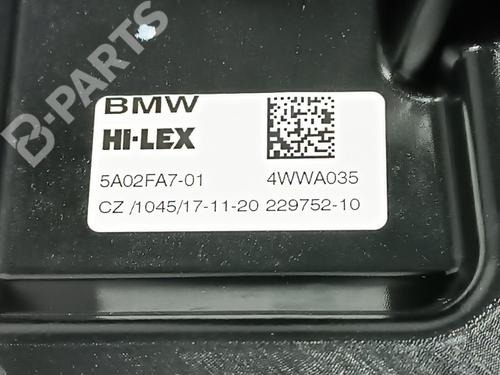 B-PARTS
BMW
HI-LEX
5A02FA7-01 4WWA035
CZ /1045/17-11-20 229752-10